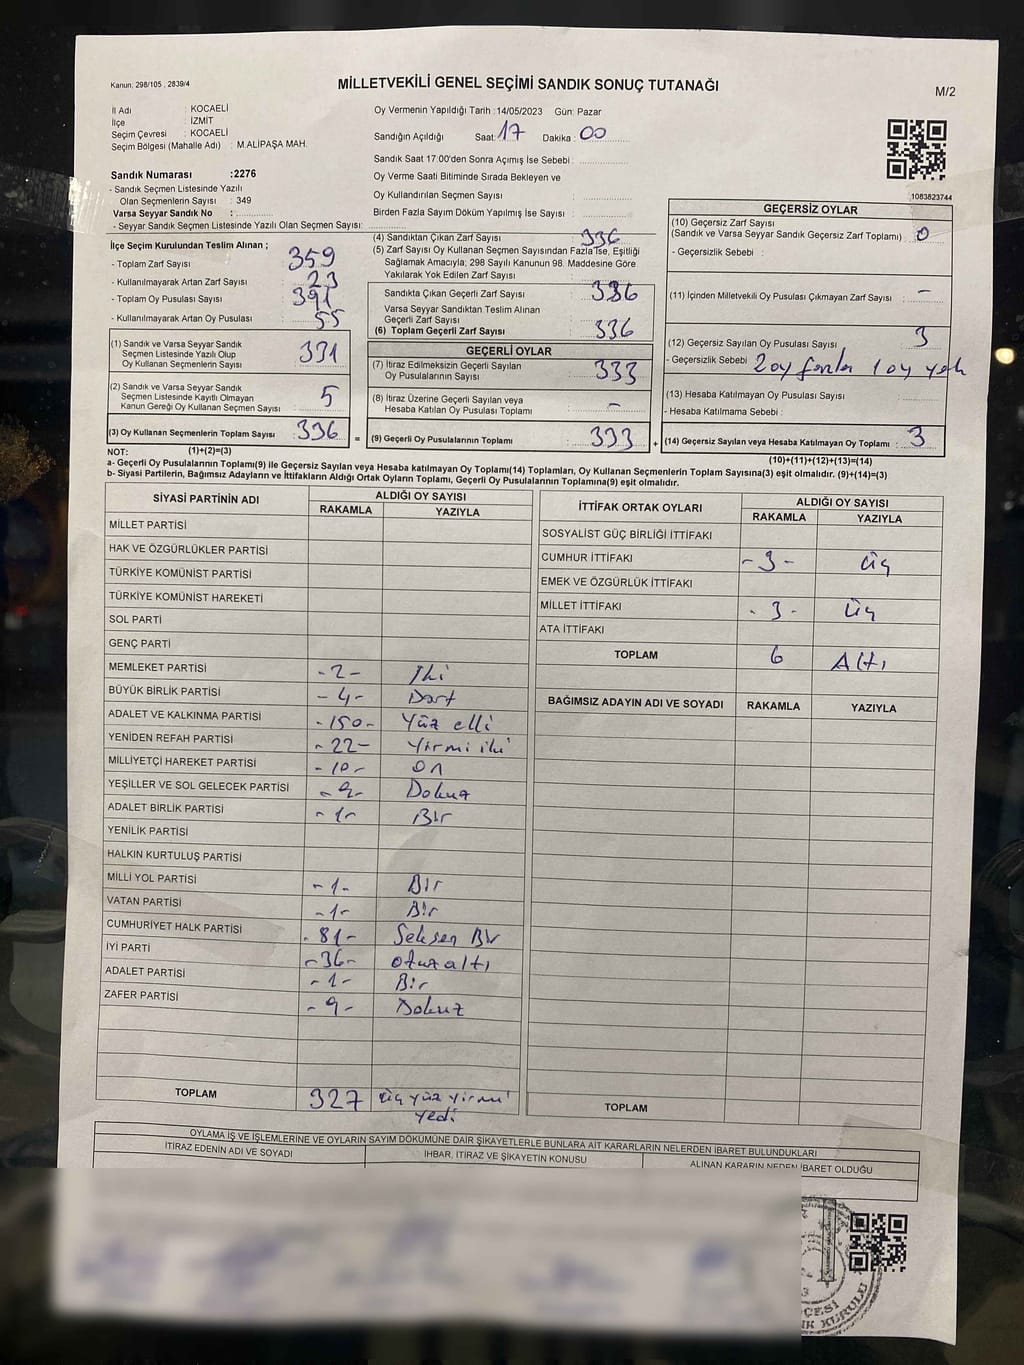 Kanun: 298/105 , 2839/4
MİLLETVEKİLİ GENEL SEÇİMİ SANDIK SONUÇ TUTANAĞI
M/2
İl Adı : KOCAELİ
İlçe : İZMİT
Seçim Çevresi : KOCAELİ
Seçim Bölgesi (Mahalle Adı) : M.ALİPAŞA MAH.
Oy Vermenin Yapıldığı Tarih :14/05/2023 Gün: Pazar
Sandığın Açıldığı Saat: 17 Dakika : 00
Sandık Saat 17:00'den Sonra Açımış İse Sebebi :
Oy Verme Saati Bitiminde Sırada Bekleyen ve
Oy Kullandırılan Seçmen Sayısı :
Birden Fazla Sayım Döküm Yapılmış İse Sayısı :
Sandık Numarası :2276
- Sandık Seçmen Listesinde Yazılı
Olan Seçmenlerin Sayısı : 349
Varsa Seyyar Sandık No :
- Seyyar Sandık Seçmen Listesinde Yazılı Olan Seçmen Sayısı:
1083823744
İlçe Seçim Kurulundan Teslim Alınan ;
- Toplam Zarf Sayısı : 359
- Kullanılmayarak Artan Zarf Sayısı : 23
- Toplam Oy Pusulası Sayısı : 391
- Kullanılmayarak Artan Oy Pusulası : 55
(1) Sandık ve Varsa Seyyar Sandık
Seçmen Listesinde Yazılı Olup
Oy Kullanan Seçmenlerin Sayısı : 331
(2) Sandık ve Varsa Seyyar Sandık
Seçmen Listesinde Kayıtlı Olmayan
Kanun Gereği Oy Kullanan Seçmen Sayısı : 5
(3) Oy Kullanan Seçmenlerin Toplam Sayısı : 336
(4) Sandıktan Çıkan Zarf Sayısı : 336
(5) Zarf Sayısı Oy Kullanan Seçmen Sayısından Fazla İse, Eşitliği
Sağlamak Amacıyla; 298 Sayılı Kanunun 98. Maddesine Göre
Yakılarak Yok Edilen Zarf Sayısı :
Sandıkta Çıkan Geçerli Zarf Sayısı : 336
Varsa Seyyar Sandıktan Teslim Alınan
Geçerli Zarf Sayısı :
(6) Toplam Geçerli Zarf Sayısı : 336
GEÇERLİ OYLAR
(7) İtiraz Edilmeksizin Geçerli Sayılan
Oy Pusulalarının Sayısı : 333
(8) İtiraz Üzerine Geçerli Sayılan veya
Hesaba Katılan Oy Pusulası Toplamı : -
= (9) Geçerli Oy Pusulalarının Toplamı : 333 +
GEÇERSİZ OYLAR
(10) Geçersiz Zarf Sayısı
(Sandık ve Varsa Seyyar Sandık Geçersiz Zarf Toplamı) : 0
- Geçersizlik Sebebi :
(11) İçinden Milletvekili Oy Pusulası Çıkmayan Zarf Sayısı : -
(12) Geçersiz Sayılan Oy Pusulası Sayısı : 3
- Geçersizlik Sebebi : 2 oy fazla 1 oy yok
(13) Hesaba Katılmayan Oy Pusulası Sayısı :
- Hesaba Katılmama Sebebi :
(14) Geçersiz Sayılan veya Hesaba Katılmayan Oy Toplamı : 3
NOT: (1)+(2)=(3)
(10)+(11)+(12)+(13)=(14)
a- Geçerli Oy Pusulalarının Toplamı(9) ile Geçersiz Sayılan veya Hesaba katılmayan Oy Toplamı(14) Toplamları, Oy Kullanan Seçmenlerin Toplam Sayısına(3) eşit olmalıdır. (9)+(14)=(3)
b- Siyasi Partilerin, Bağımsız Adayların ve İttifakların Aldığı Ortak Oyların Toplamı, Geçerli Oy Pusulalarının Toplamına(9) eşit olmalıdır.
SİYASİ PARTİNİN ADI ALDIĞI OY SAYISI
RAKAMLA YAZIYLA
MİLLET PARTİSİ
HAK VE ÖZGÜRLÜKLER PARTİSİ
TÜRKİYE KOMÜNİST PARTİSİ
TÜRKİYE KOMÜNİST HAREKETİ
SOL PARTİ
GENÇ PARTİ
MEMLEKET PARTİSİ -2- İki
BÜYÜK BİRLİK PARTİSİ -4- Dört
ADALET VE KALKINMA PARTİSİ -150- Yüz elli
YENİDEN REFAH PARTİSİ -22- Yirmi iki
MİLLİYETÇİ HAREKET PARTİSİ -10- On
YEŞİLLER VE SOL GELECEK PARTİSİ -9- Dokuz
ADALET BİRLİK PARTİSİ -1- Bir
YENİLİK PARTİSİ
HALKIN KURTULUŞ PARTİSİ
MİLLİ YOL PARTİSİ -1- Bir
VATAN PARTİSİ -1- Bir
CUMHURİYET HALK PARTİSİ -81- Seksen Bir
İYİ PARTİ -36- otuz altı
ADALET PARTİSİ -1- Bir
ZAFER PARTİSİ -9- Dokuz
TOPLAM 327 üç yüz yirmi
yedi
İTTİFAK ORTAK OYLARI ALDIĞI OY SAYISI
RAKAMLA YAZIYLA
SOSYALİST GÜÇ BİRLİĞİ İTTİFAKI
CUMHUR İTTİFAKI -3- üç
EMEK VE ÖZGÜRLÜK İTTİFAKI
MİLLET İTTİFAKI -3- üç
ATA İTTİFAKI
TOPLAM 6 Altı
BAĞIMSIZ ADAYIN ADI VE SOYADI RAKAMLA YAZIYLA
TOPLAM
OYLAMA İŞ VE İŞLEMLERİNE VE OYLARIN SAYIM DÖKÜMÜNE DAİR ŞİKAYETLERLE BUNLARA AİT KARARLARIN NELERDEN İBARET BULUNDUKLARI
İTİRAZ EDENİN ADI VE SOYADI İHBAR, İTİRAZ VE ŞİKAYETİN KONUSU ALINAN KARARIN NEDEN İBARET OLDUĞU